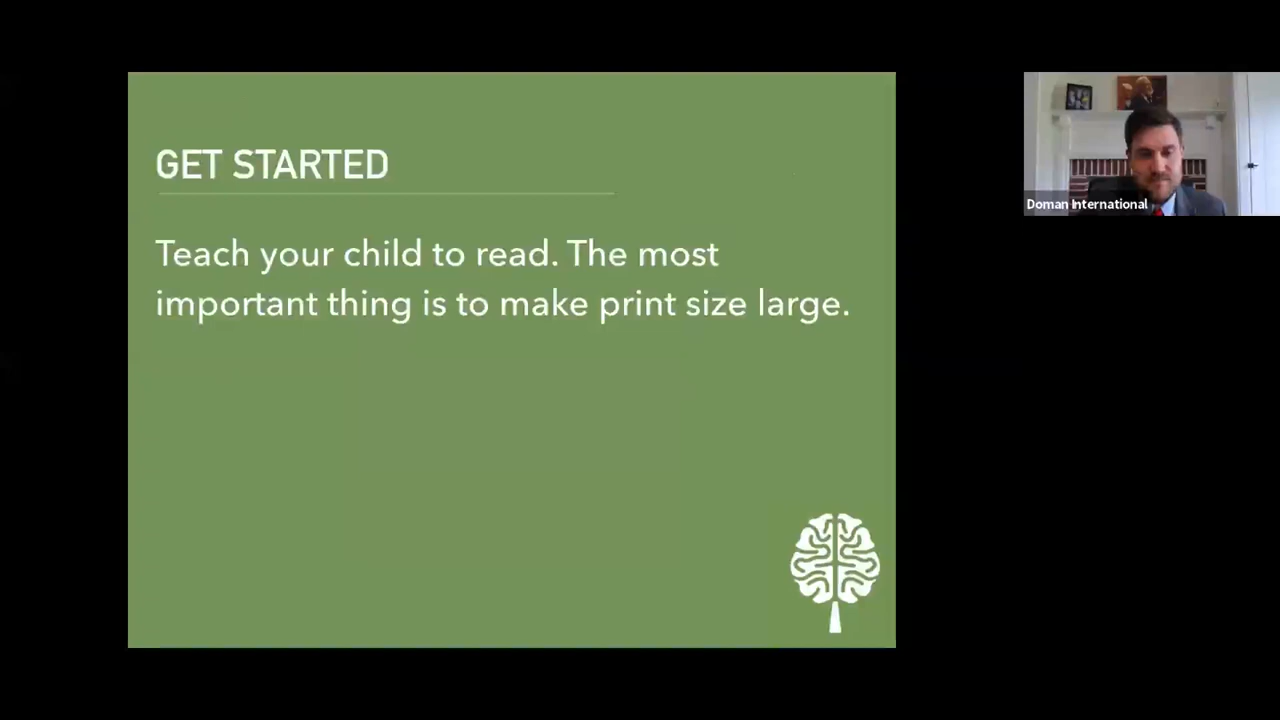 GET STARTED
Teach your child to read. The most
important thing is to make print size large.
Doman International